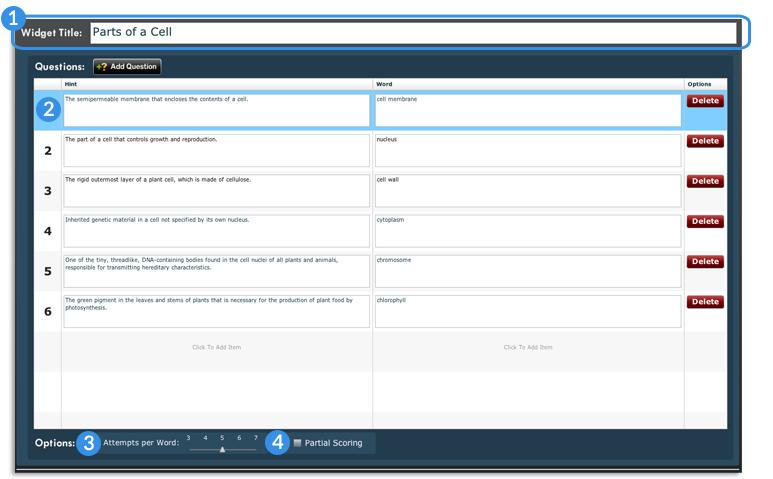 1
Widget Title: Parts of a Cell
Questions: +? Add Question
Hint Word Options
2 The semipermeable membrane that encloses the contents of a cell. cell membrane Delete
2 The part of a cell that controls growth and reproduction. nucleus Delete
3 The rigid outermost layer of a plant cell, which is made of cellulose. cell wall Delete
4 Inherited genetic material in a cell not specified by its own nucleus. cytoplasm Delete
5 One of the tiny, threadlike, DNA-containing bodies found in the cell nuclei of all plants and animals, chromosome Delete
responsible for transmitting hereditary characteristics.
6 The green pigment in the leaves and stems of plants that is necessary for the production of plant food by chlorophyll Delete
photosynthesis.
Click To Add Item Click To Add Item
Options: 3 Attempts per Word: 3 4 5 6 7 4 Partial Scoring